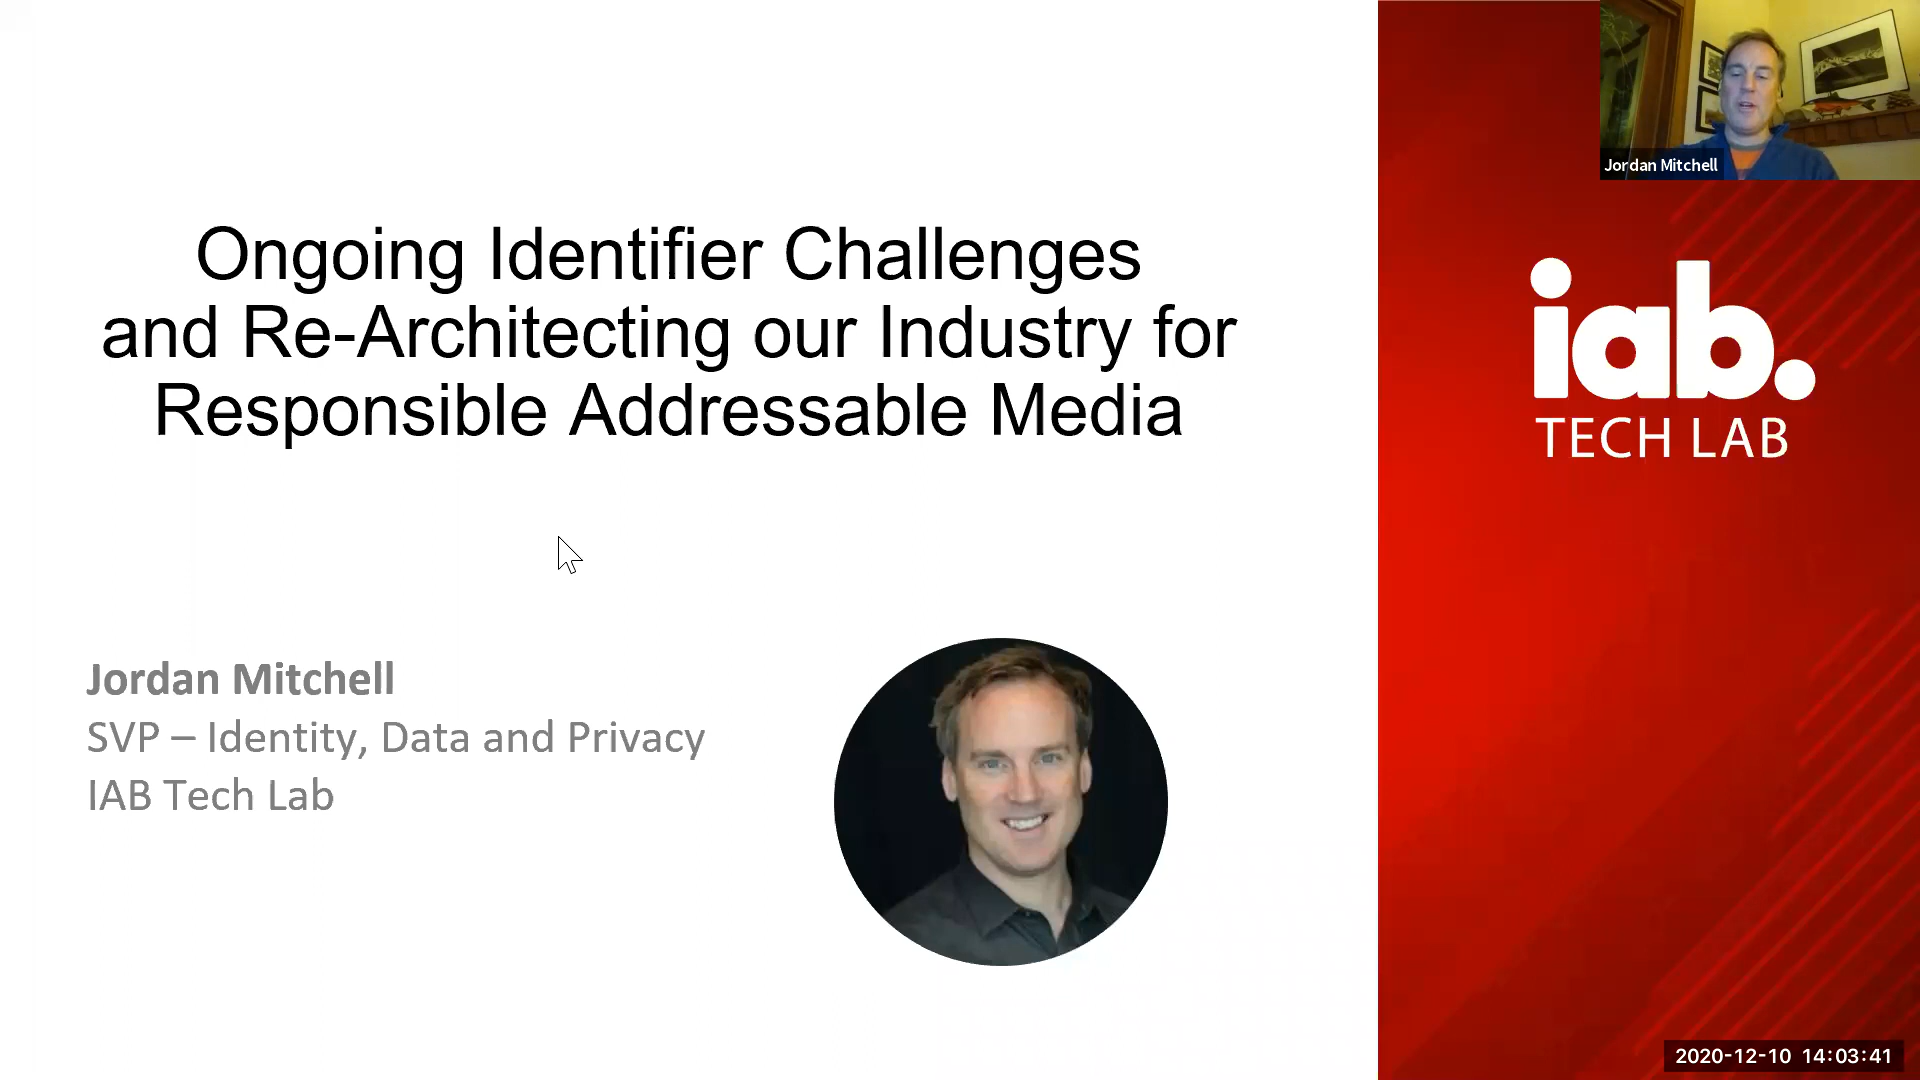 Ongoing Identifier Challenges
and Re-Architecting our Industry for
Responsible Addressable Media
Jordan Mitchell
SVP – Identity, Data and Privacy
IAB Tech Lab
Jordan Mitchell
iab.
TECH LAB
2020-12-10 14:03:41